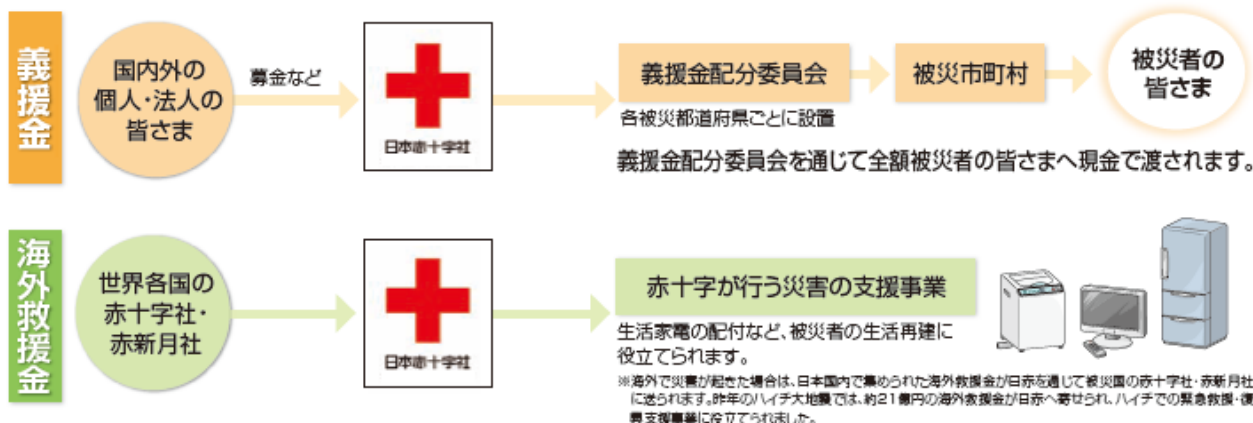 義援金
国内外の
個人・法人の
皆さま
募金など
日本赤十字社
義援金配分委員会
各被災都道府県ごとに設置
被災市町村
被災者の
皆さま
義援金配分委員会を通じて全額被災者の皆さまへ現金で渡されます。
海外救援金
世界各国の
赤十字社・
赤新月社
日本赤十字社
赤十字が行う災害の支援事業
生活家電の配付など、被災者の生活再建に
役立てられます。
※海外で災害が起きた場合は、日本国内で集められた海外救援金が日赤を通じて被災国の赤十字社・赤新月社
に送られます。昨年のハイチ大地震では、約21億円の海外救援金が日赤へ寄せられ、ハイチでの緊急救援・復
興支援事業に役立てられました。